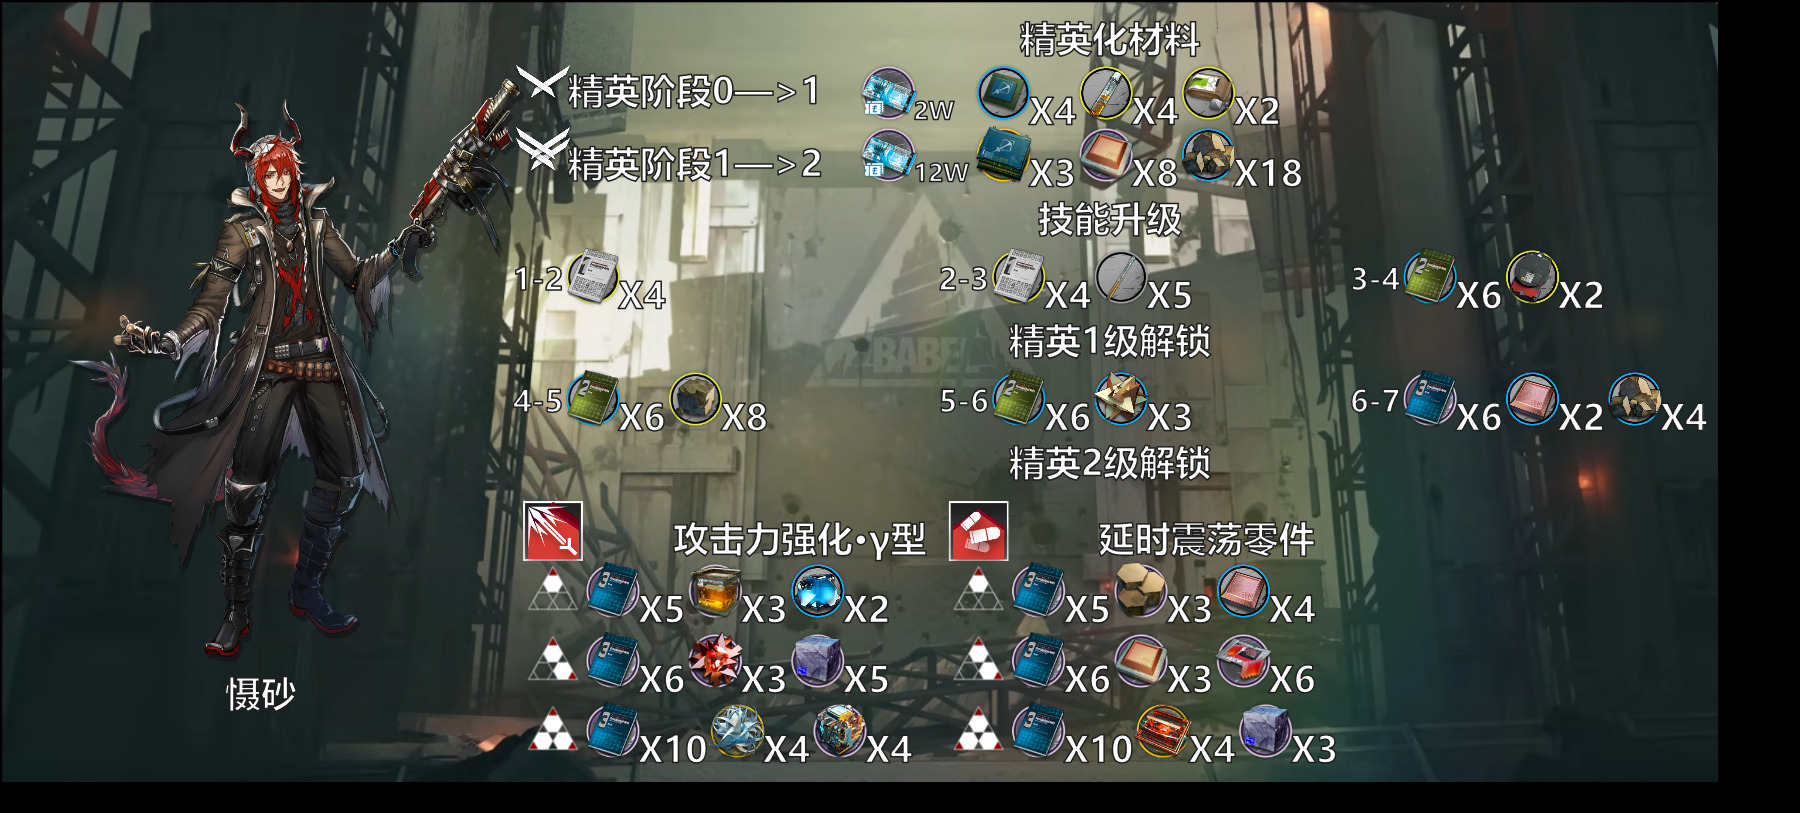 精英化材料
精英阶段0—>1 2W X4 X4 X2
精英阶段1—>2 12W X3 X8 X18
技能升级
1-2 X4 2-3 X4 X5 3-4 X6 X2
精英1级解锁
4-5 X6 X8 5-6 X6 X3 6-7 X6 X2 X4
精英2级解锁
攻击力强化·γ型 延时震荡零件
X5 X3 X2 X5 X3 X4
X6 X3 X5 X6 X3 X6
X10 X4 X4 X10 X4 X3
慑砂
BABEL